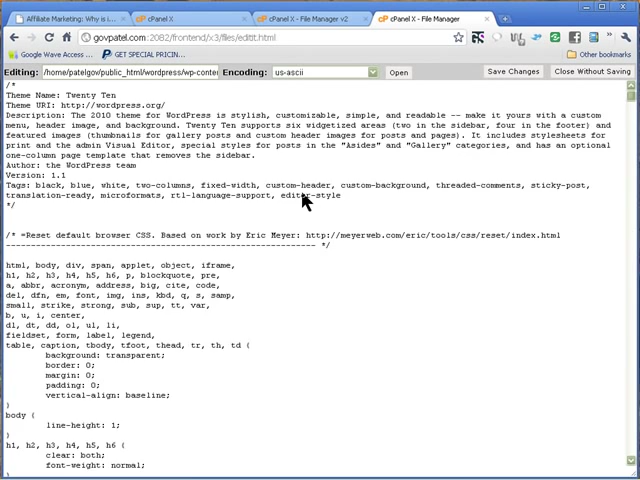 Affiliate Marketing: Why is i...
cPanel X
cPanel X - File Manager v2
cPanel X - File Manager
govpatel.com:2082/frontend/x3/files/editit.html
Google Wave Access...
GET SPECIAL PRICIN...
Other bookmarks
Editing: /home/patelgov/public_html/wordpress/wp-conten Encoding: us-ascii Open Save Changes Close Without Saving
/*
Theme Name: Twenty Ten
Theme URI: http://wordpress.org/
Description: The 2010 theme for WordPress is stylish, customizable, simple, and readable -- make it yours with a custom
menu, header image, and background. Twenty Ten supports six widgetized areas (two in the sidebar, four in the footer) and
featured images (thumbnails for gallery posts and custom header images for posts and pages). It includes stylesheets for
print and the admin Visual Editor, special styles for posts in the "Asides" and "Gallery" categories, and has an optional
one-column page template that removes the sidebar.
Author: the WordPress team
Version: 1.1
Tags: black, blue, white, two-columns, fixed-width, custom-header, custom-background, threaded-comments, sticky-post,
translation-ready, microformats, rtl-language-support, editor-style
*/
/* =Reset default browser CSS. Based on work by Eric Meyer: http://meyerweb.com/eric/tools/css/reset/index.html
-------------------------------------------------------------- */
html, body, div, span, applet, object, iframe,
h1, h2, h3, h4, h5, h6, p, blockquote, pre,
a, abbr, acronym, address, big, cite, code,
del, dfn, em, font, img, ins, kbd, q, s, samp,
small, strike, strong, sub, sup, tt, var,
b, u, i, center,
dl, dt, dd, ol, ul, li,
fieldset, form, label, legend,
table, caption, tbody, tfoot, thead, tr, th, td {
background: transparent;
border: 0;
margin: 0;
padding: 0;
vertical-align: baseline;
}
body {
line-height: 1;
}
h1, h2, h3, h4, h5, h6 {
clear: both;
font-weight: normal;